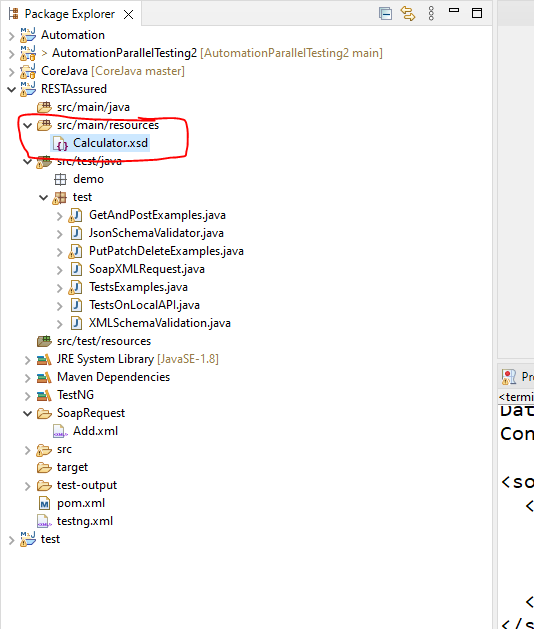 Package Explorer
Automation
> AutomationParallelTesting2 [AutomationParallelTesting2 main]
CoreJava [CoreJava master]
RESTAssured
src/main/java
src/main/resources
Calculator.xsd
src/test/java
demo
test
GetAndPostExamples.java
JsonSchemaValidator.java
PutPatchDeleteExamples.java
SoapXMLRequest.java
TestsExamples.java
TestsOnLocalAPI.java
XMLSchemaValidation.java
src/test/resources
JRE System Library [JavaSE-1.8]
Maven Dependencies
TestNG
SoapRequest
Add.xml
src
target
test-output
pom.xml
testng.xml
test
Pr
<termi
Dat
Con
<so
<
<
</s